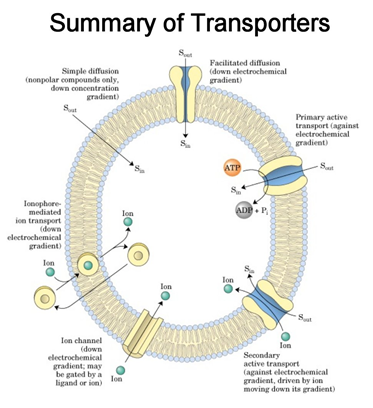 Summary of Transporters
Simple diffusion
(nonpolar compounds only,
down concentration
gradient)
Sout
Sin
Sout
Facilitated diffusion
(down electrochemical
gradient)
Sin
Primary active
transport (against
electrochemical
gradient)
ATP
Sin
Sout
ADP + Pi
Ionophore-
mediated
ion transport
(down
electrochemical
gradient)
Ion
Ion
Ion
Ion
Ion channel
(down
electrochemical
gradient; may
be gated by a
ligand or ion)
Ion
Sin
Ion
Sout
Ion
Secondary
active transport
(against electrochemical
gradient, driven by ion
moving down its gradient)